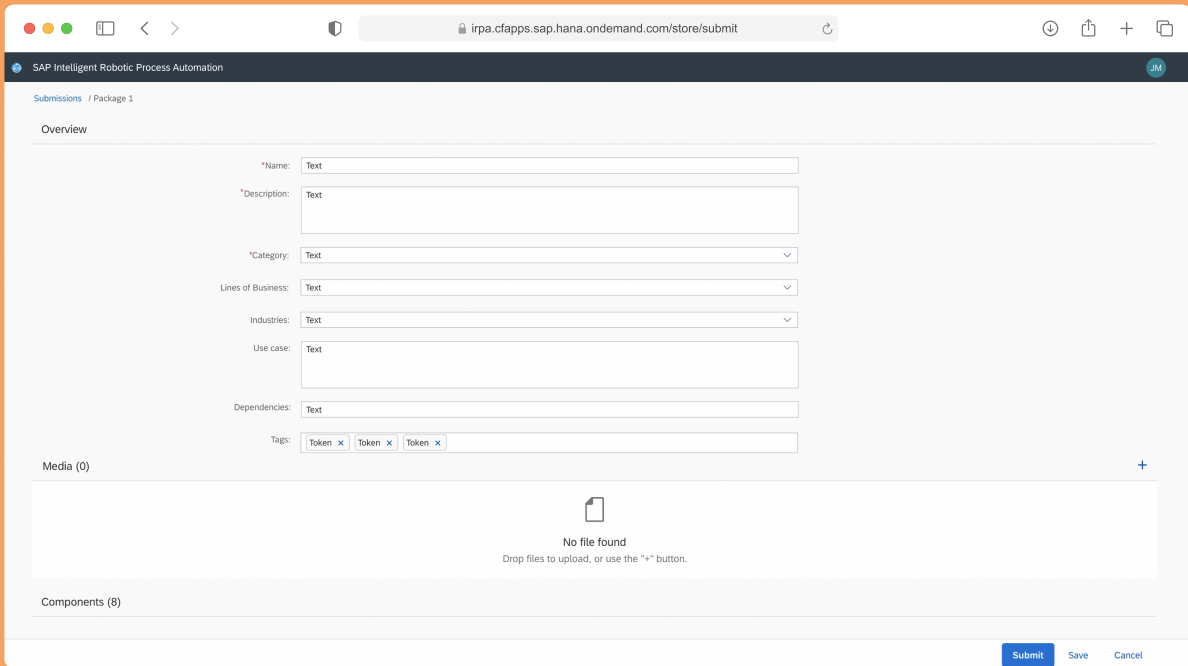 irpa.cfapps.sap.hana.ondemand.com/store/submit
SAP Intelligent Robotic Process Automation
JM
Submissions / Package 1
Overview
*Name: Text
*Description: Text
*Category: Text
Lines of Business: Text
Industries: Text
Use case: Text
Dependencies: Text
Tags: Token × Token × Token ×
Media (0) +
No file found
Drop files to upload, or use the "+" button.
Components (8)
Submit Save Cancel